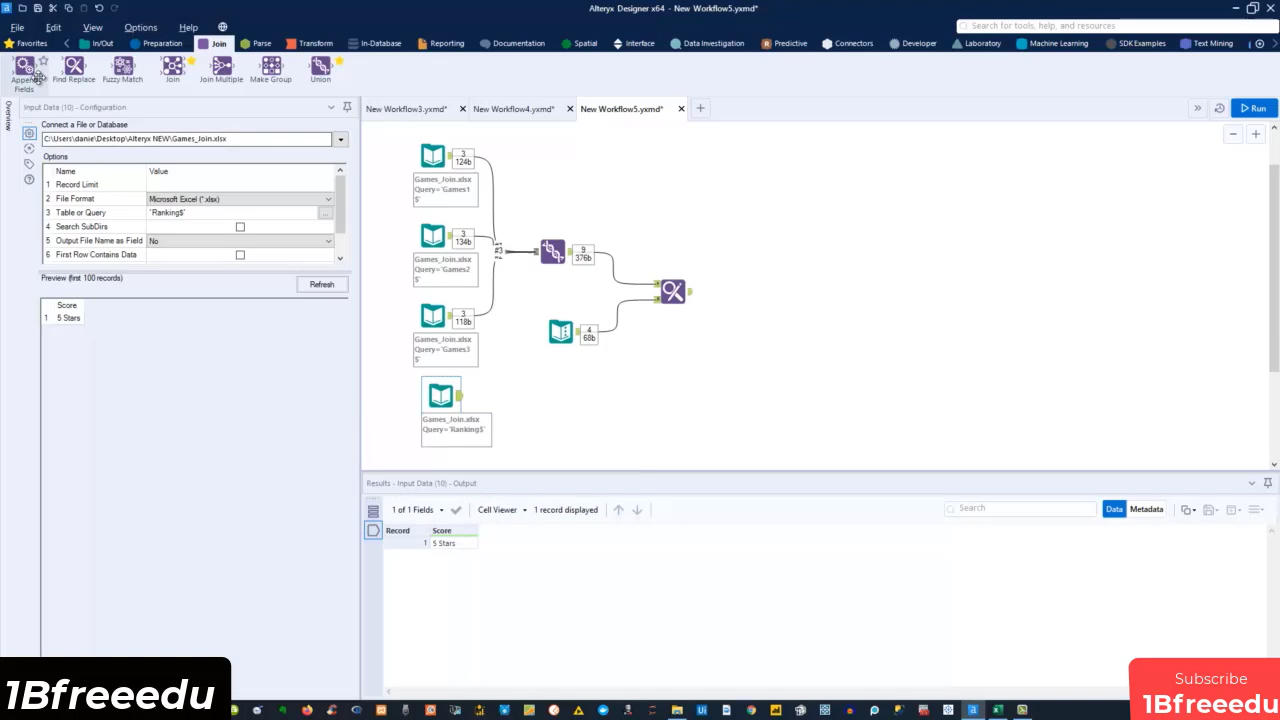 Alteryx Designer x64 - New Workflow5.yxmd*
File
Edit
View
Options
Help
Search for tools, help, and resources
Favorites
In/Out
Preparation
Join
Parse
Transform
In-Database
Reporting
Documentation
Spatial
Interface
Data Investigation
Predictive
Connectors
Developer
Laboratory
Machine Learning
SDK Examples
Text Mining
Append
Fields
Find Replace
Fuzzy Match
Join
Join Multiple
Make Group
Union
Overview
Input Data (10) - Configuration
New Workflow3.yxmd*
New Workflow4.yxmd*
New Workflow5.yxmd*
Run
Connect a File or Database
C:\Users\danie\Desktop\Alteryx NEW\Games_Join.xlsx
Options
Name Value
1 Record Limit
2 File Format Microsoft Excel (*.xlsx)
3 Table or Query `Ranking$` ...
4 Search SubDirs
5 Output File Name as Field No
6 First Row Contains Data
Preview (first 100 records)
Refresh
Score
1 5 Stars
3
124b
Games_Join.xlsx
Query=`Games1
$`
3
134b
Games_Join.xlsx
Query=`Games2
$`
3
118b
Games_Join.xlsx
Query=`Games3
$`
Games_Join.xlsx
Query=`Ranking$`
9
376b
4
68b
Results - Input Data (10) - Output
1 of 1 Fields
Cell Viewer
1 record displayed
Search
Data
Metadata
Record Score
1 5 Stars
1Bfreeedu
Subscribe
1Bfreeedu